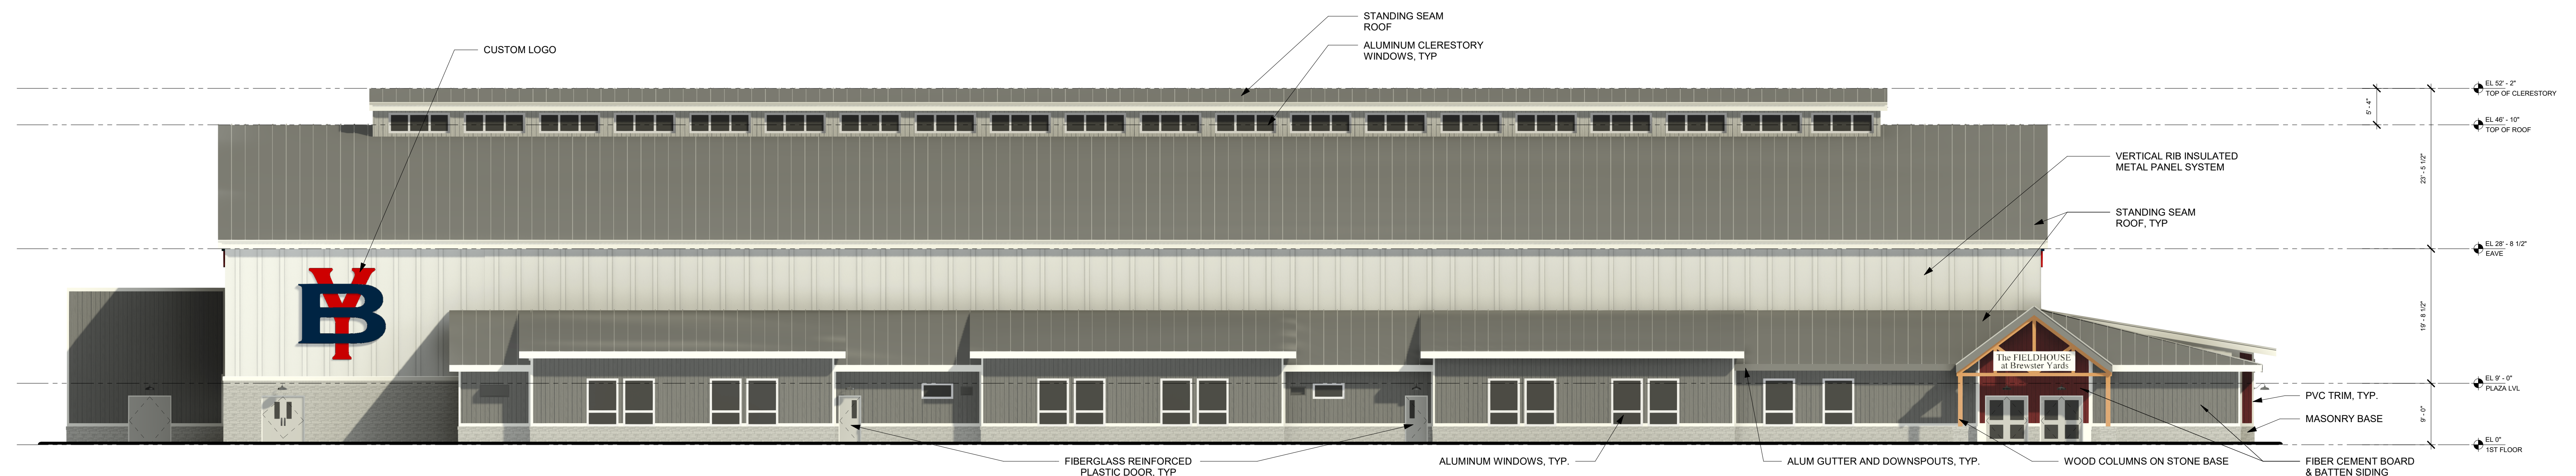 STANDING SEAM
ROOF
ALUMINUM CLERESTORY
WINDOWS, TYP
CUSTOM LOGO
EL 52' - 2"
TOP OF CLERESTORY
5' - 4"
EL 46' - 10"
TOP OF ROOF
VERTICAL RIB INSULATED
METAL PANEL SYSTEM
23' - 5 1/2"
STANDING SEAM
ROOF, TYP
EL 28' - 8 1/2"
EAVE
BY
19' - 8 1/2"
The FIELDHOUSE
at Brewster Yards
EL 9' - 0"
PLAZA LVL
PVC TRIM, TYP.
9' - 0"
MASONRY BASE
EL 0"
1ST FLOOR
FIBERGLASS REINFORCED
PLASTIC DOOR, TYP
ALUMINUM WINDOWS, TYP.
ALUM GUTTER AND DOWNSPOUTS, TYP.
WOOD COLUMNS ON STONE BASE
FIBER CEMENT BOARD
& BATTEN SIDING